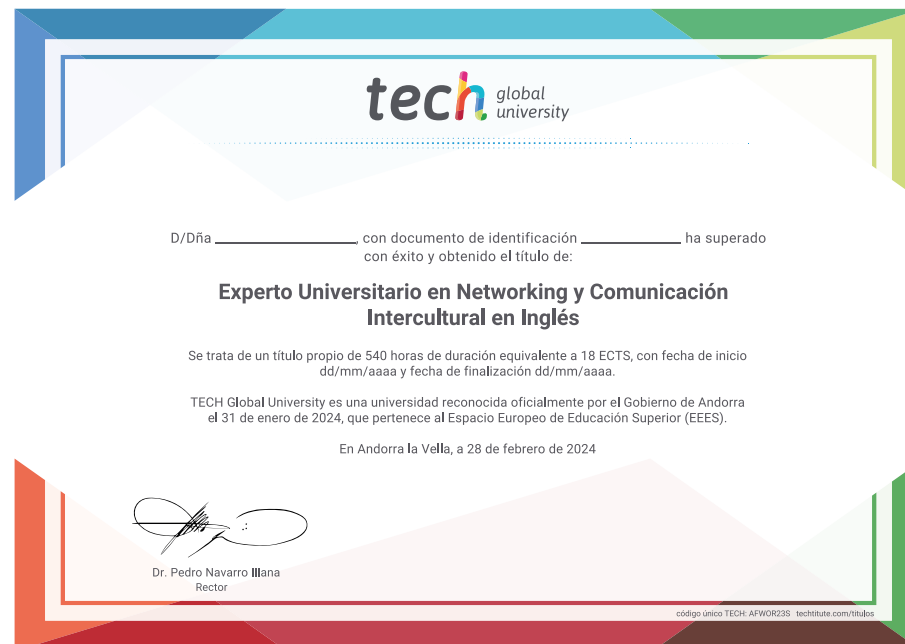 tech global
university
D/Dña ______________, con documento de identificación __________ ha superado
con éxito y obtenido el título de:
Experto Universitario en Networking y Comunicación
Intercultural en Inglés
Se trata de un título propio de 540 horas de duración equivalente a 18 ECTS, con fecha de inicio
dd/mm/aaaa y fecha de finalización dd/mm/aaaa.
TECH Global University es una universidad reconocida oficialmente por el Gobierno de Andorra
el 31 de enero de 2024, que pertenece al Espacio Europeo de Educación Superior (EEES).
En Andorra la Vella, a 28 de febrero de 2024
Dr. Pedro Navarro Illana
Rector
código único TECH: AFWOR23S techtitute.com/titulos